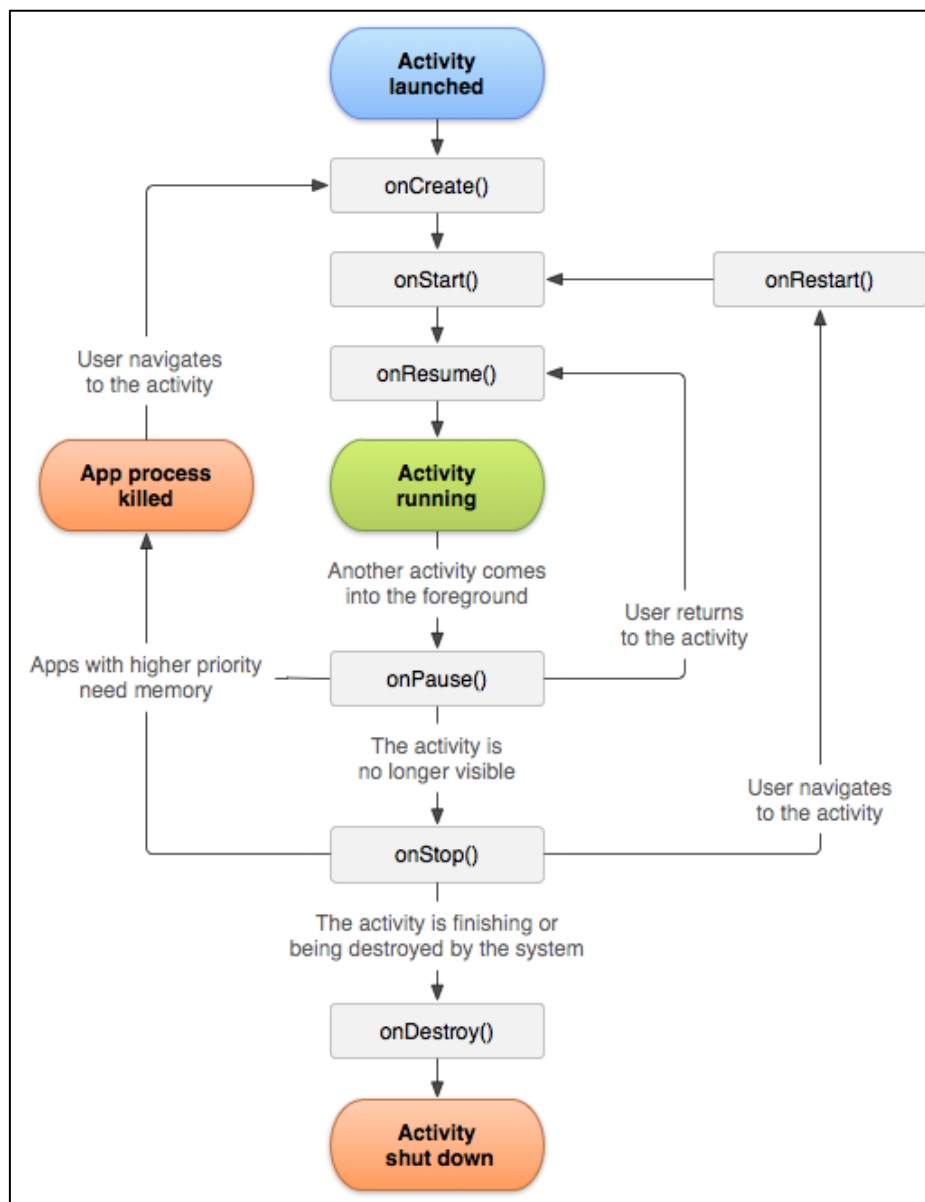 Activity
launched
onCreate()
onStart()
onRestart()
onResume()
User navigates
to the activity
App process
killed
Activity
running
Another activity comes
into the foreground
User returns
to the activity
Apps with higher priority
need memory
onPause()
The activity is
no longer visible
User navigates
to the activity
onStop()
The activity is finishing or
being destroyed by the system
onDestroy()
Activity
shut down